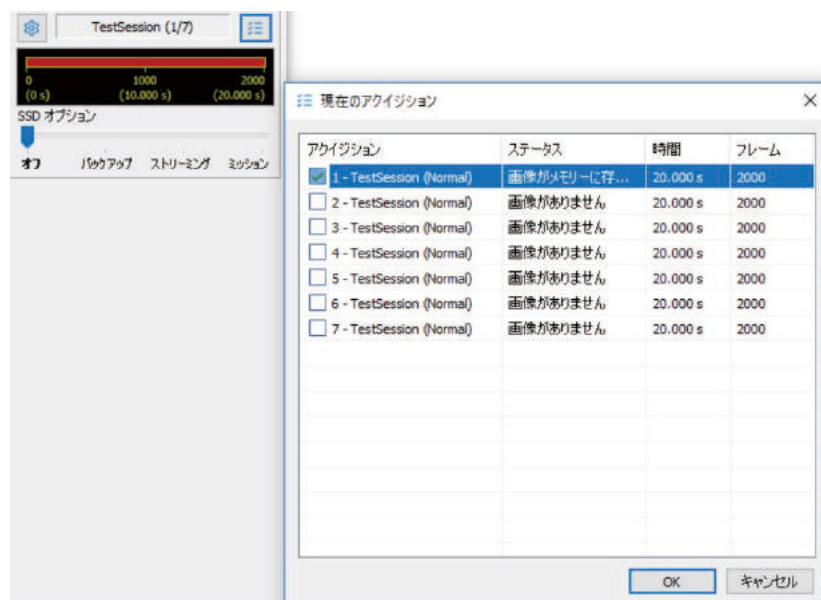 TestSession (1/7)
0 1000 2000
(0 s) (10.000 s) (20.000 s)
SSD オプション
オフ バックアップ ストリーミング ミッション
現在のアクイジション
アクイジション ステータス 時間 フレーム
1 - TestSession (Normal) 画像がメモリーに存... 20.000 s 2000
2 - TestSession (Normal) 画像がありません 20.000 s 2000
3 - TestSession (Normal) 画像がありません 20.000 s 2000
4 - TestSession (Normal) 画像がありません 20.000 s 2000
5 - TestSession (Normal) 画像がありません 20.000 s 2000
6 - TestSession (Normal) 画像がありません 20.000 s 2000
7 - TestSession (Normal) 画像がありません 20.000 s 2000
OK キャンセル